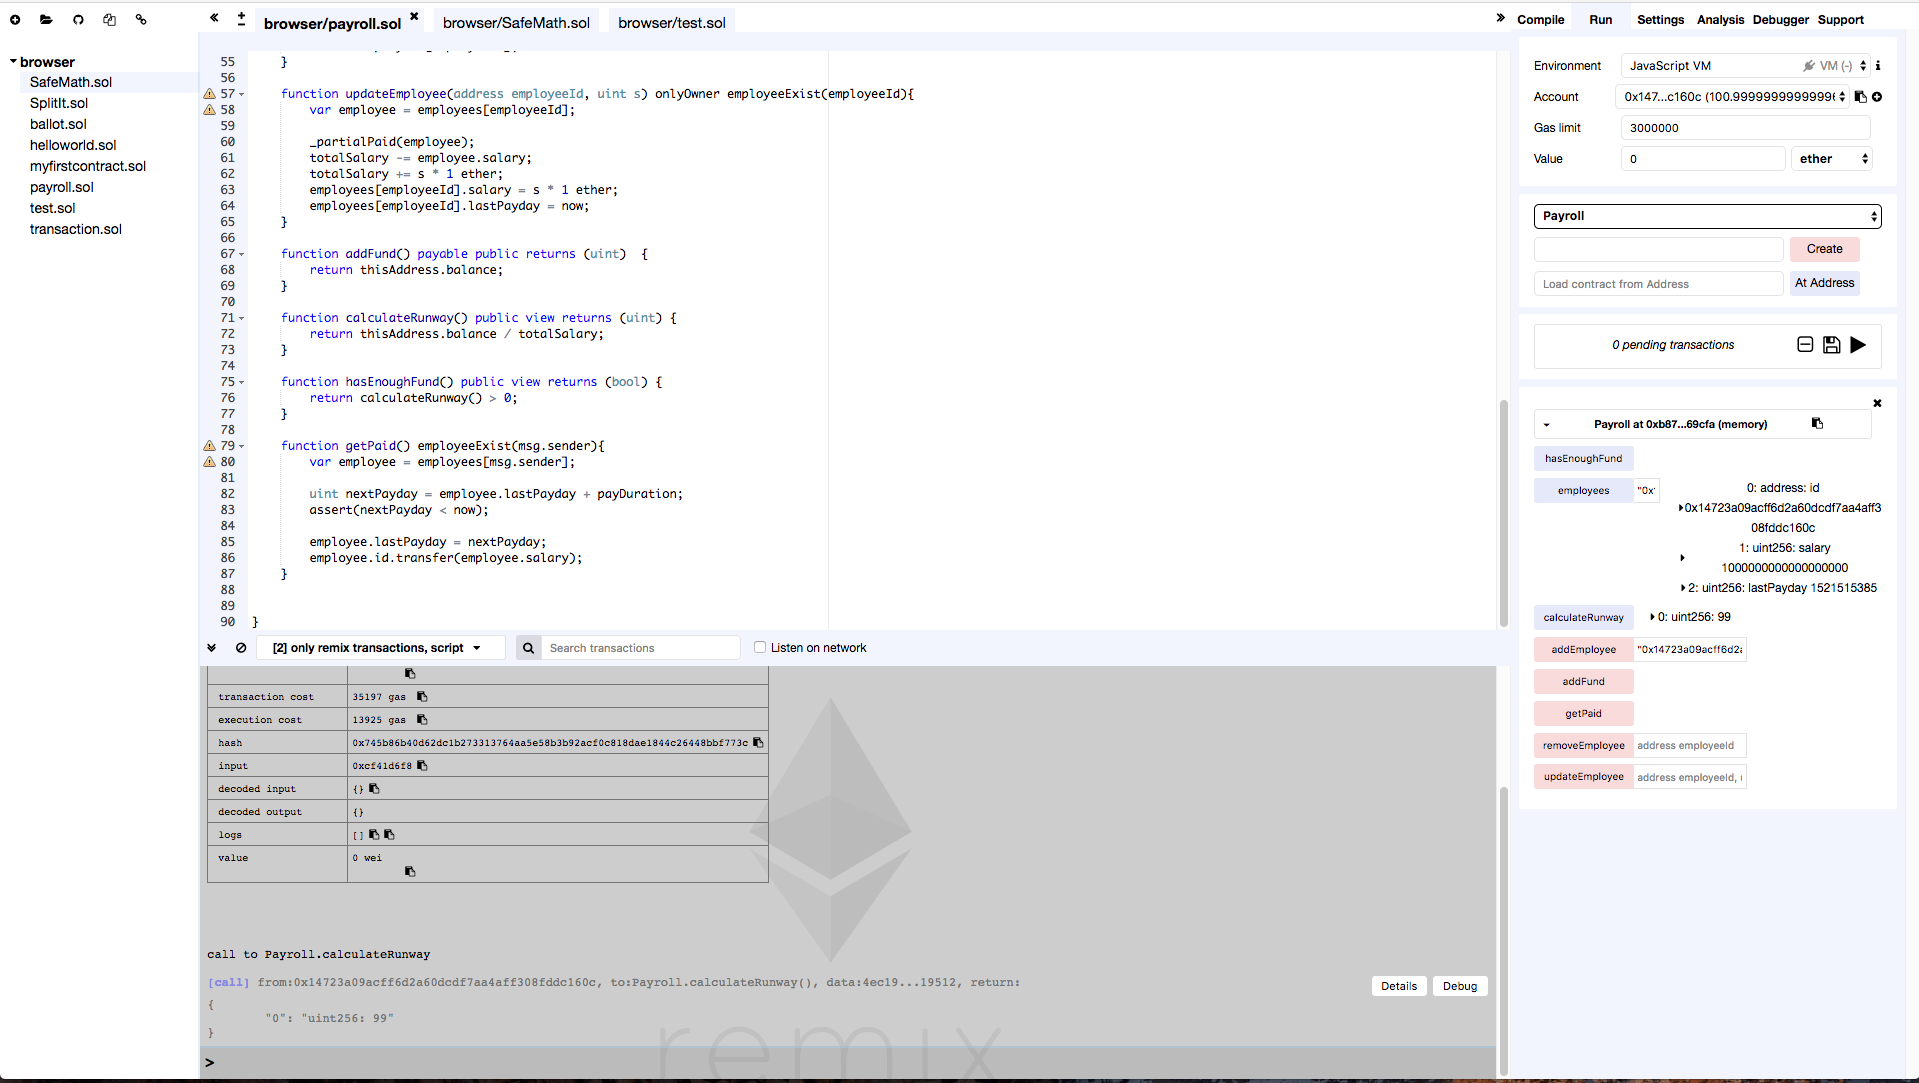 browser/payroll.sol
browser/SafeMath.sol
browser/test.sol
Compile
Run
Settings
Analysis
Debugger
Support
browser
SafeMath.sol
SplitIt.sol
ballot.sol
helloworld.sol
myfirstcontract.sol
payroll.sol
test.sol
transaction.sol
55 }
56
57 function updateEmployee(address employeeId, uint s) onlyOwner employeeExist(employeeId){
58 var employee = employees[employeeId];
59
60 _partialPaid(employee);
61 totalSalary -= employee.salary;
62 totalSalary += s * 1 ether;
63 employees[employeeId].salary = s * 1 ether;
64 employees[employeeId].lastPayday = now;
65 }
66
67 function addFund() payable public returns (uint) {
68 return thisAddress.balance;
69 }
70
71 function calculateRunway() public view returns (uint) {
72 return thisAddress.balance / totalSalary;
73 }
74
75 function hasEnoughFund() public view returns (bool) {
76 return calculateRunway() > 0;
77 }
78
79 function getPaid() employeeExist(msg.sender){
80 var employee = employees[msg.sender];
81
82 uint nextPayday = employee.lastPayday + payDuration;
83 assert(nextPayday < now);
84
85 employee.lastPayday = nextPayday;
86 employee.id.transfer(employee.salary);
87 }
88
89
90 }
[2] only remix transactions, script
Search transactions
Listen on network
transaction cost 35197 gas
execution cost 13925 gas
hash 0x745b86b40d62dc1b273313764aa5e58b3b92acf0c818dae1844c26448bbf773c
input 0xcf41d6f8
decoded input {}
decoded output {}
logs []
value 0 wei
call to Payroll.calculateRunway
[call] from:0x14723a09acff6d2a60dcdf7aa4aff308fddc160c, to:Payroll.calculateRunway(), data:4ec19...19512, return:
{
"0": "uint256: 99"
}
Details
Debug
remix
>
Environment JavaScript VM VM (-)
Account 0x147...c160c (100.9999999999999
Gas limit 3000000
Value 0 ether
Payroll
Create
Load contract from Address At Address
0 pending transactions
Payroll at 0xb87...69cfa (memory)
hasEnoughFund
employees "0x
0: address: id
0x14723a09acff6d2a60dcdf7aa4aff3
08fddc160c
1: uint256: salary
1000000000000000000
2: uint256: lastPayday 1521515385
calculateRunway 0: uint256: 99
addEmployee "0x14723a09acff6d2
addFund
getPaid
removeEmployee address employeeId
updateEmployee address employeeId,